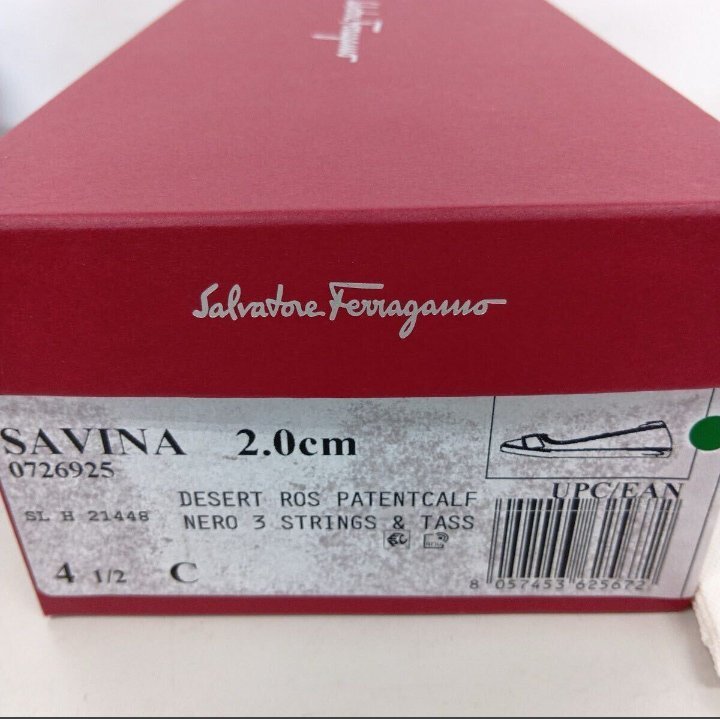 Salvatore Ferragamo
Salvatore Ferragamo
SAVINA 2.0cm
0726925
DESERT ROS PATENTCALF
SL H 21448
NERO 3 STRINGS & TASS
UPC/EAN
4 1/2 C
8 057453 625672